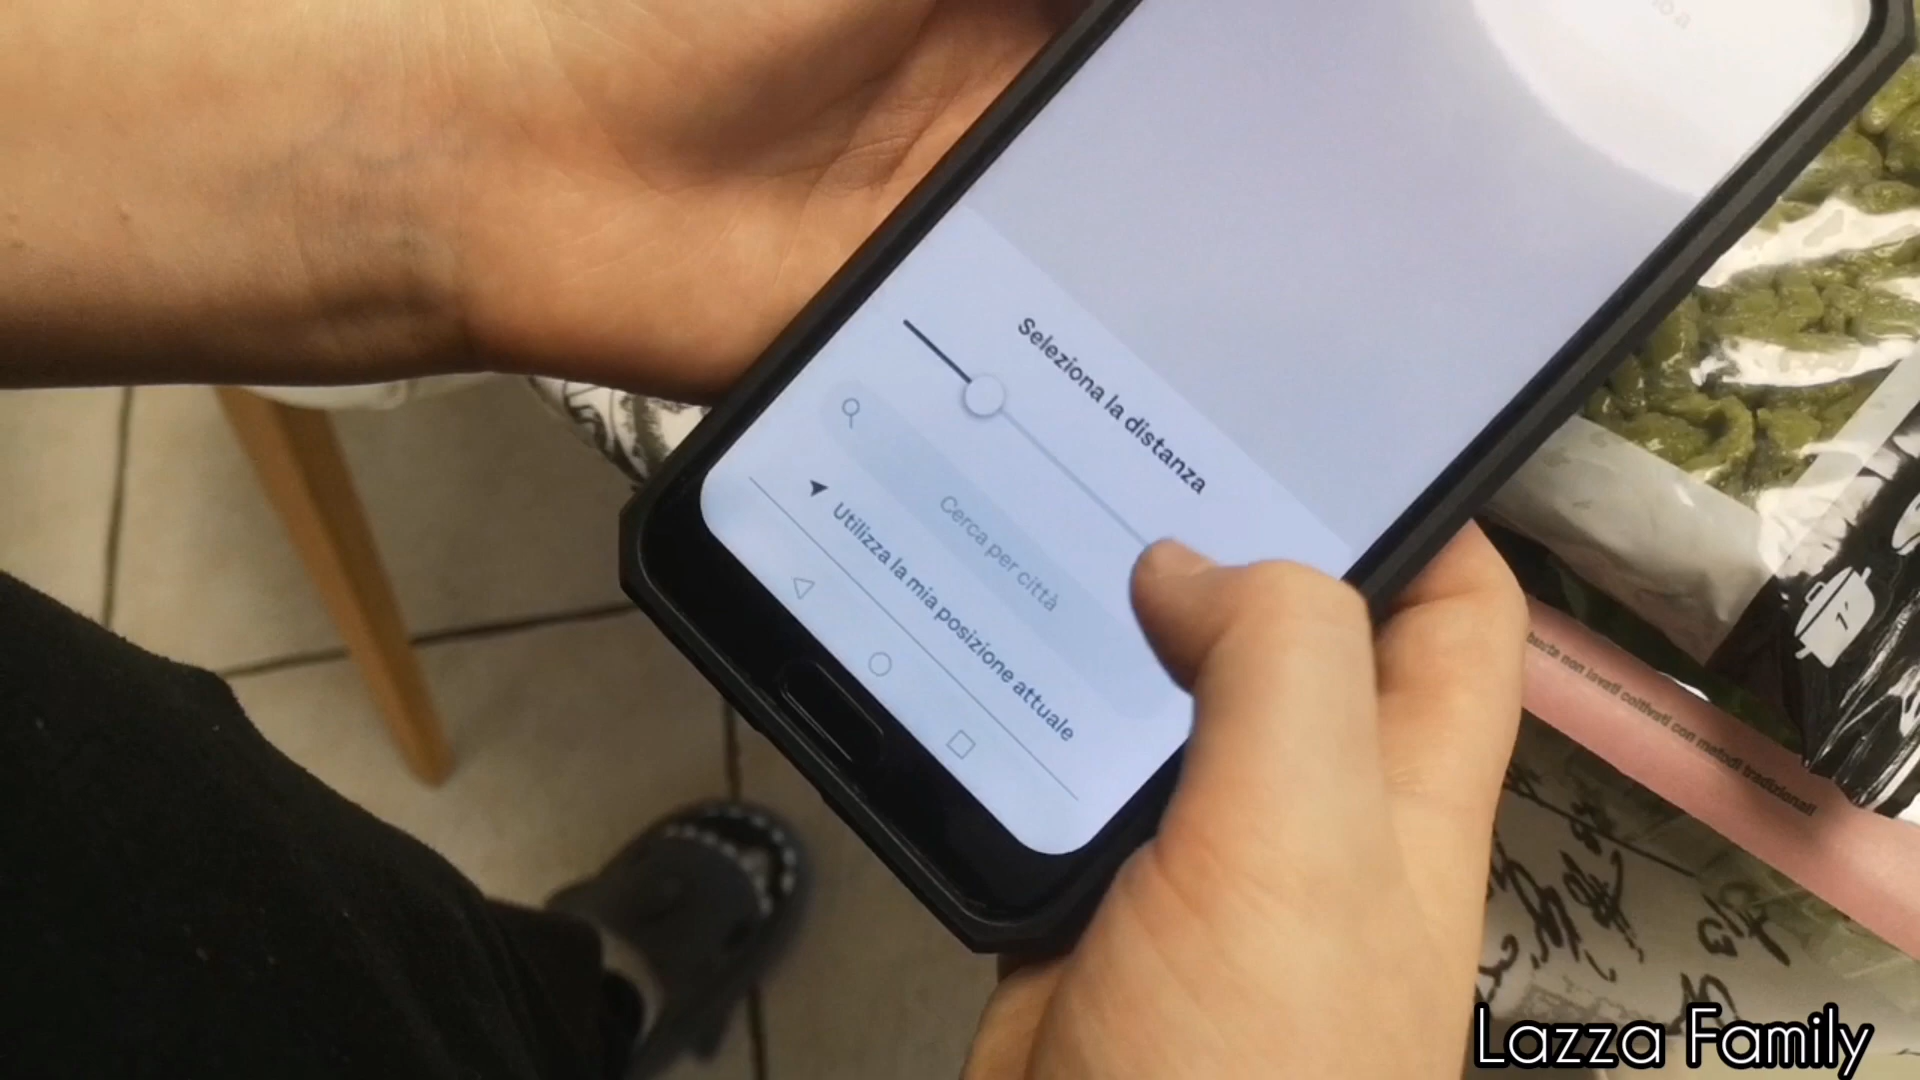 Seleziona la distanza
Cerca per città
Utilizza la mia posizione attuale
non lavati coltivati con metodi tradizionali
1'
Lazza Family